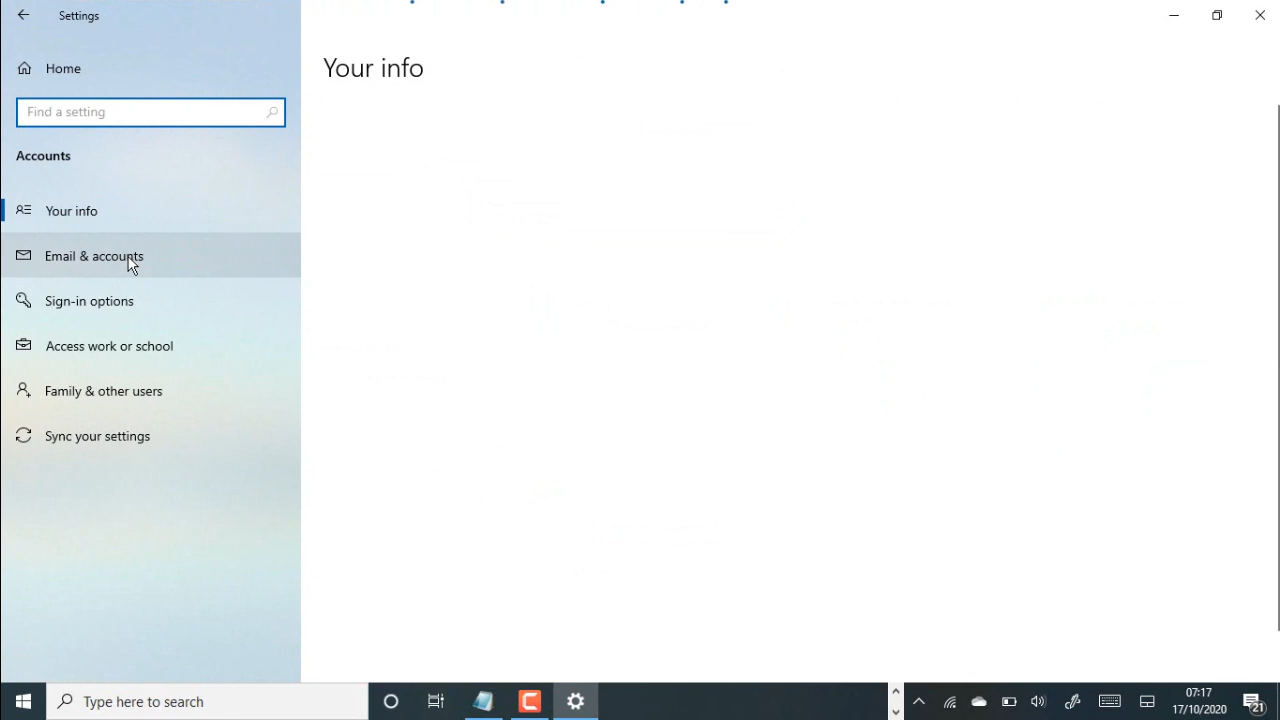 Settings
Home
Find a setting
Accounts
Your info
Email & accounts
Sign-in options
Access work or school
Family & other users
Sync your settings
Your info
Type here to search
07:17
17/10/2020
21